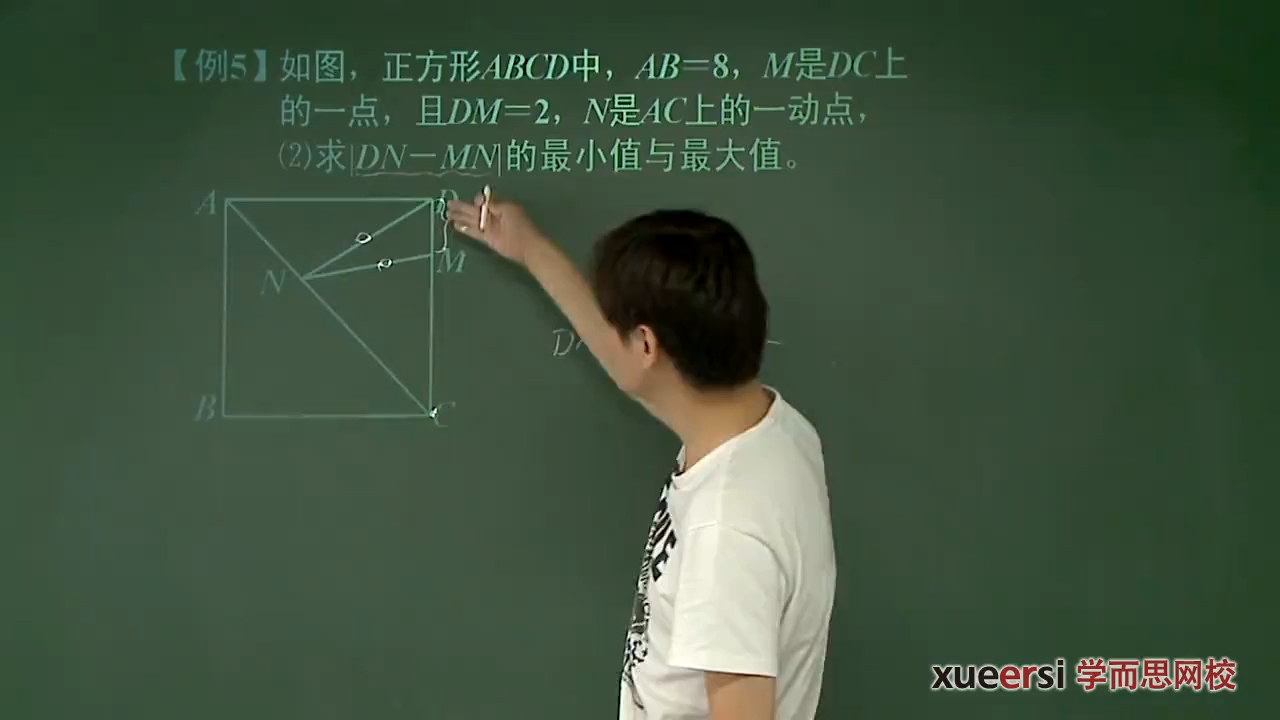 【例5】如图，正方形ABCD中，AB=8，M是DC上
的一点，且DM=2，N是AC上的一动点，
(2)求|DN-MN|的最小值与最大值。
A D
N M
B C
D
xueersi 学而思网校